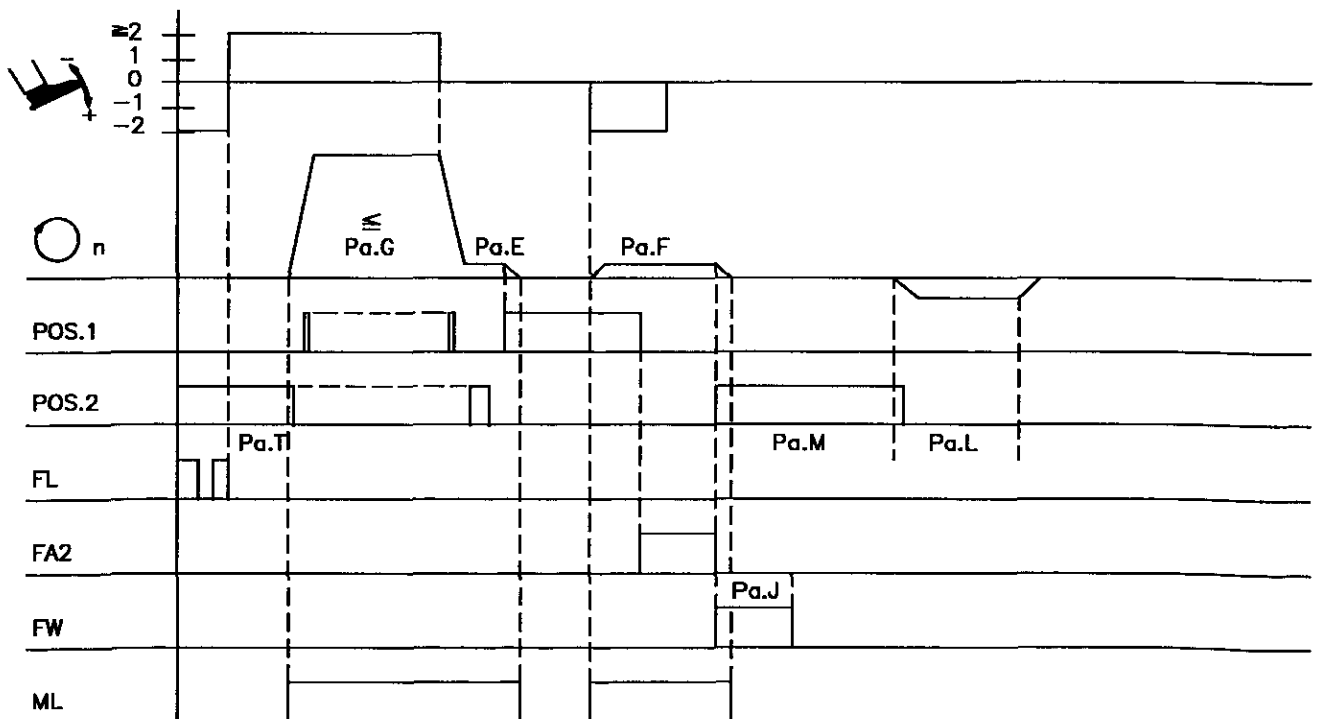 ≧2
1
0
-1
-2
-
+
n
≦
Pa.G
Pa.E
Pa.F
POS.1
POS.2
Pa.T
Pa.M
Pa.L
FL
FA2
Pa.J
FW
ML